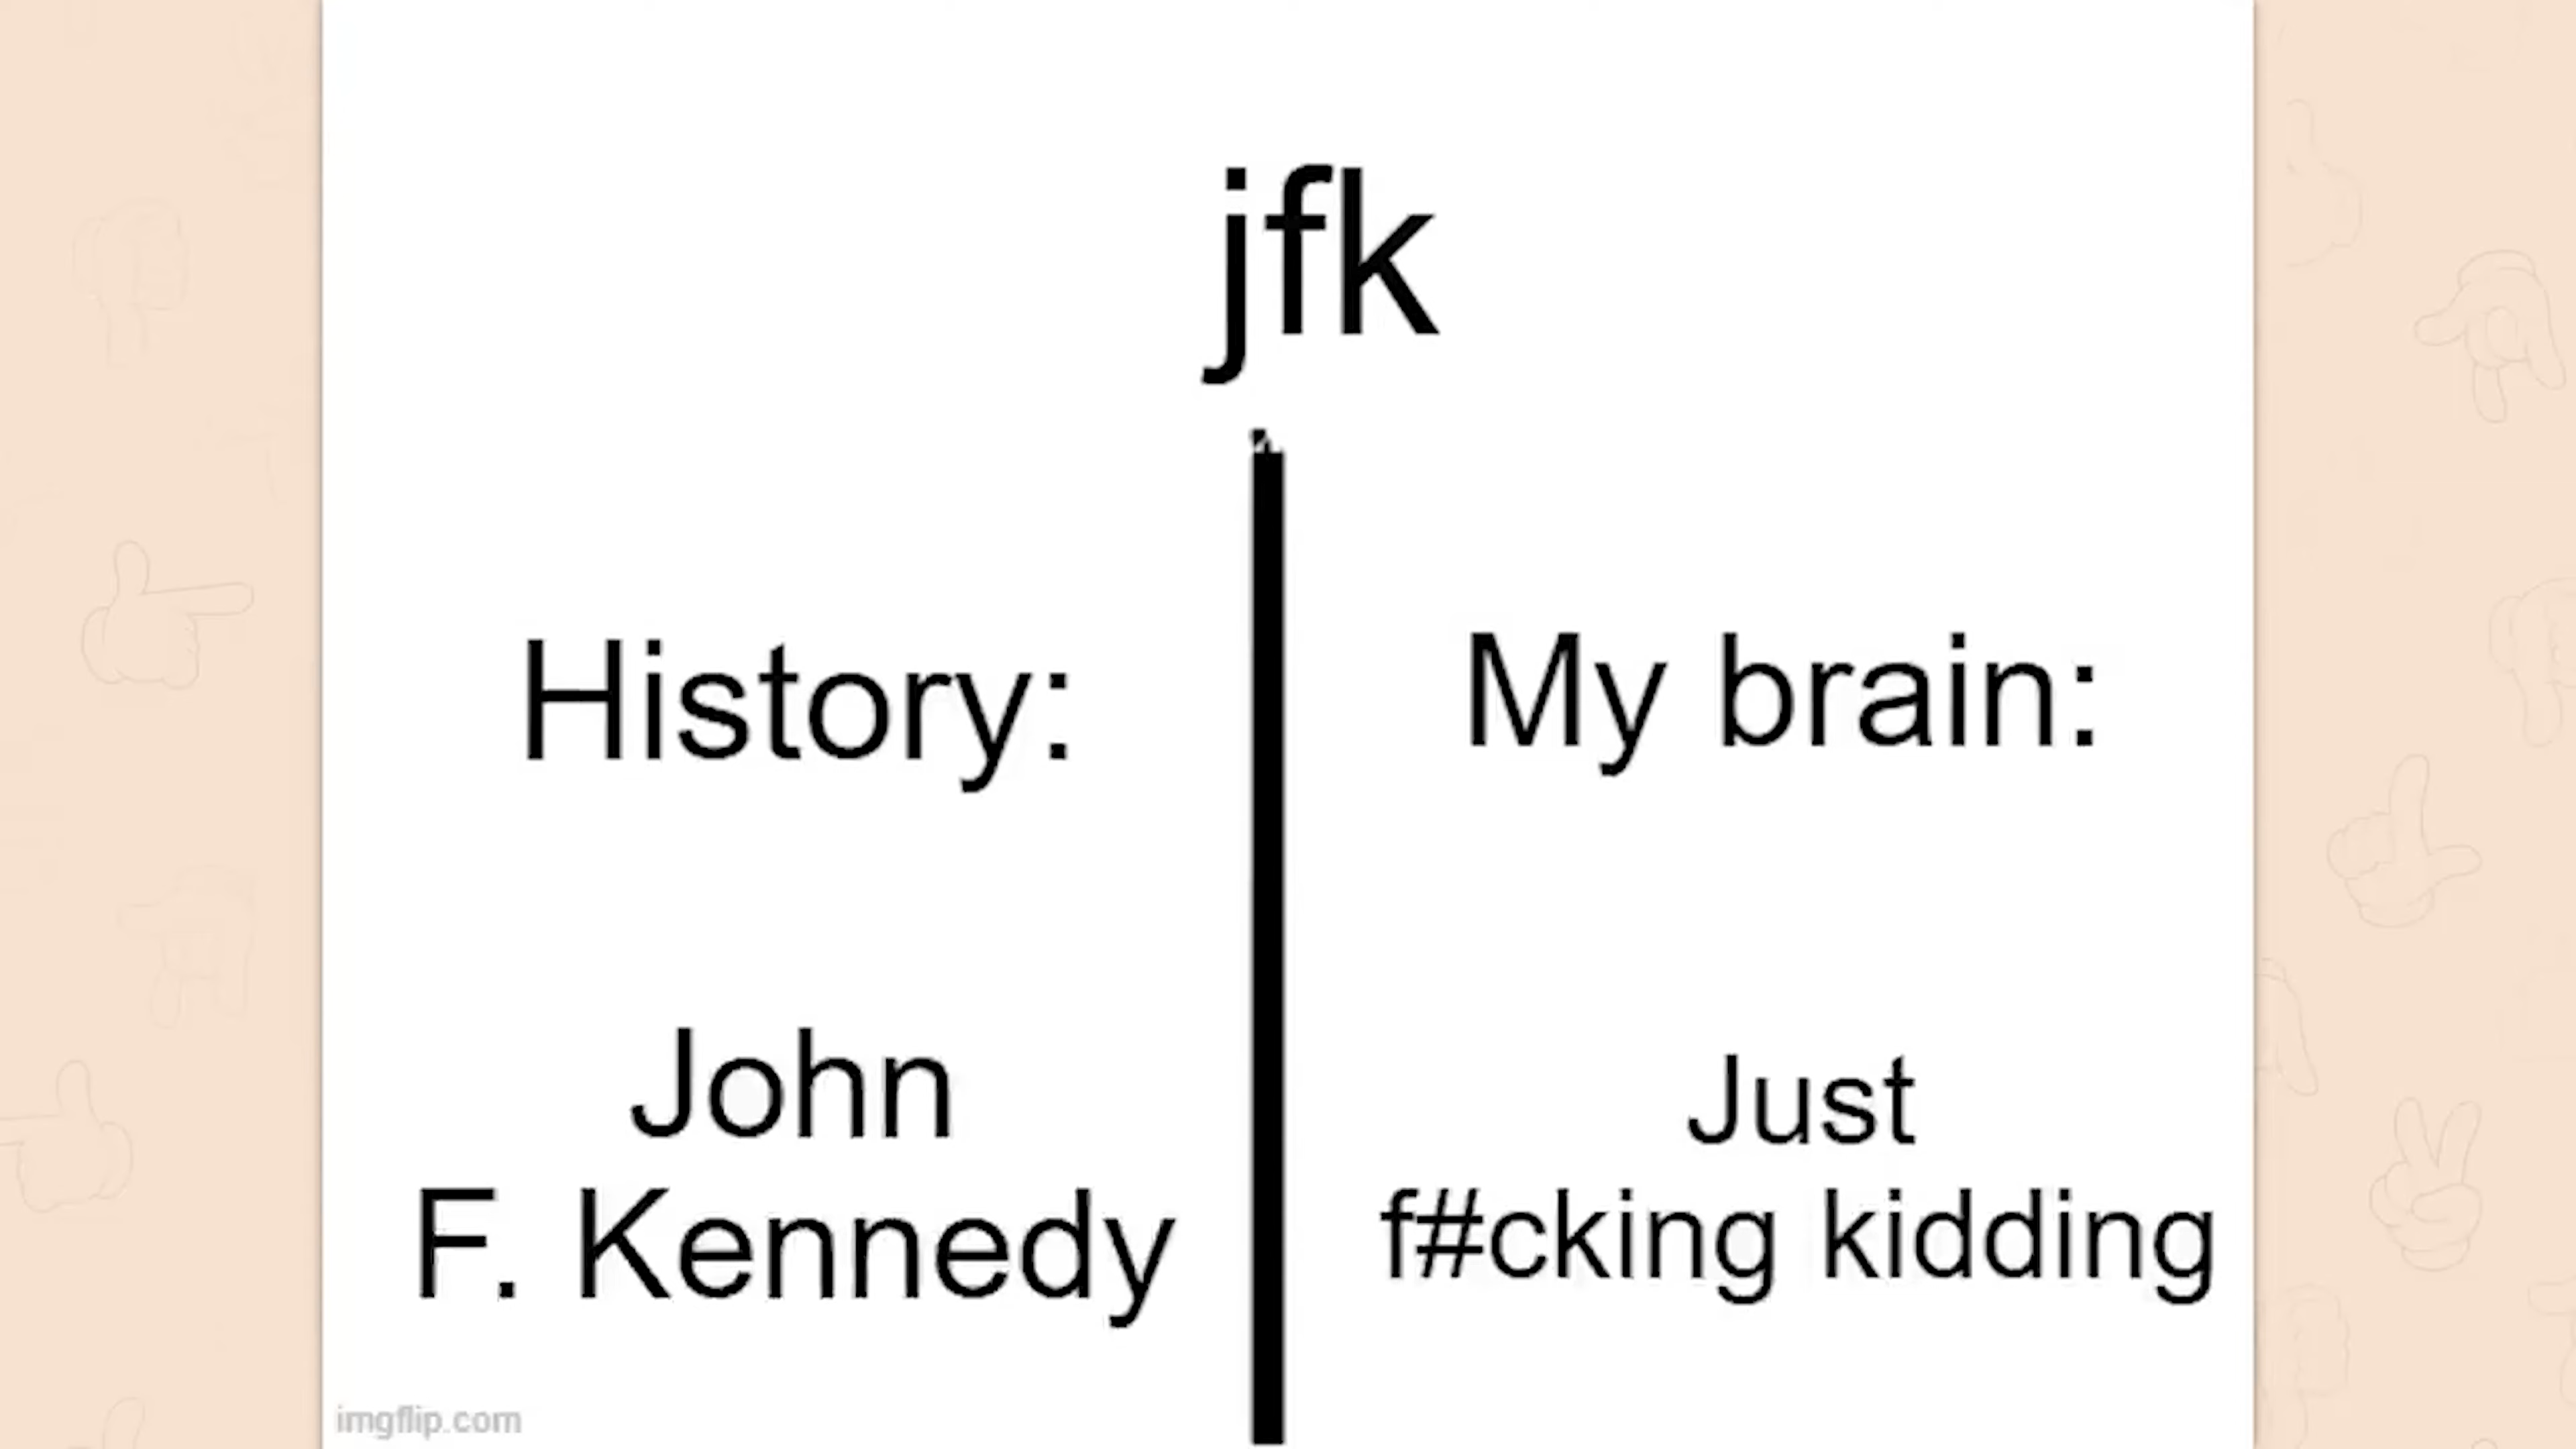 jfk
History:
John
F. Kennedy
My brain:
Just
f#cking kidding
imgflip.com